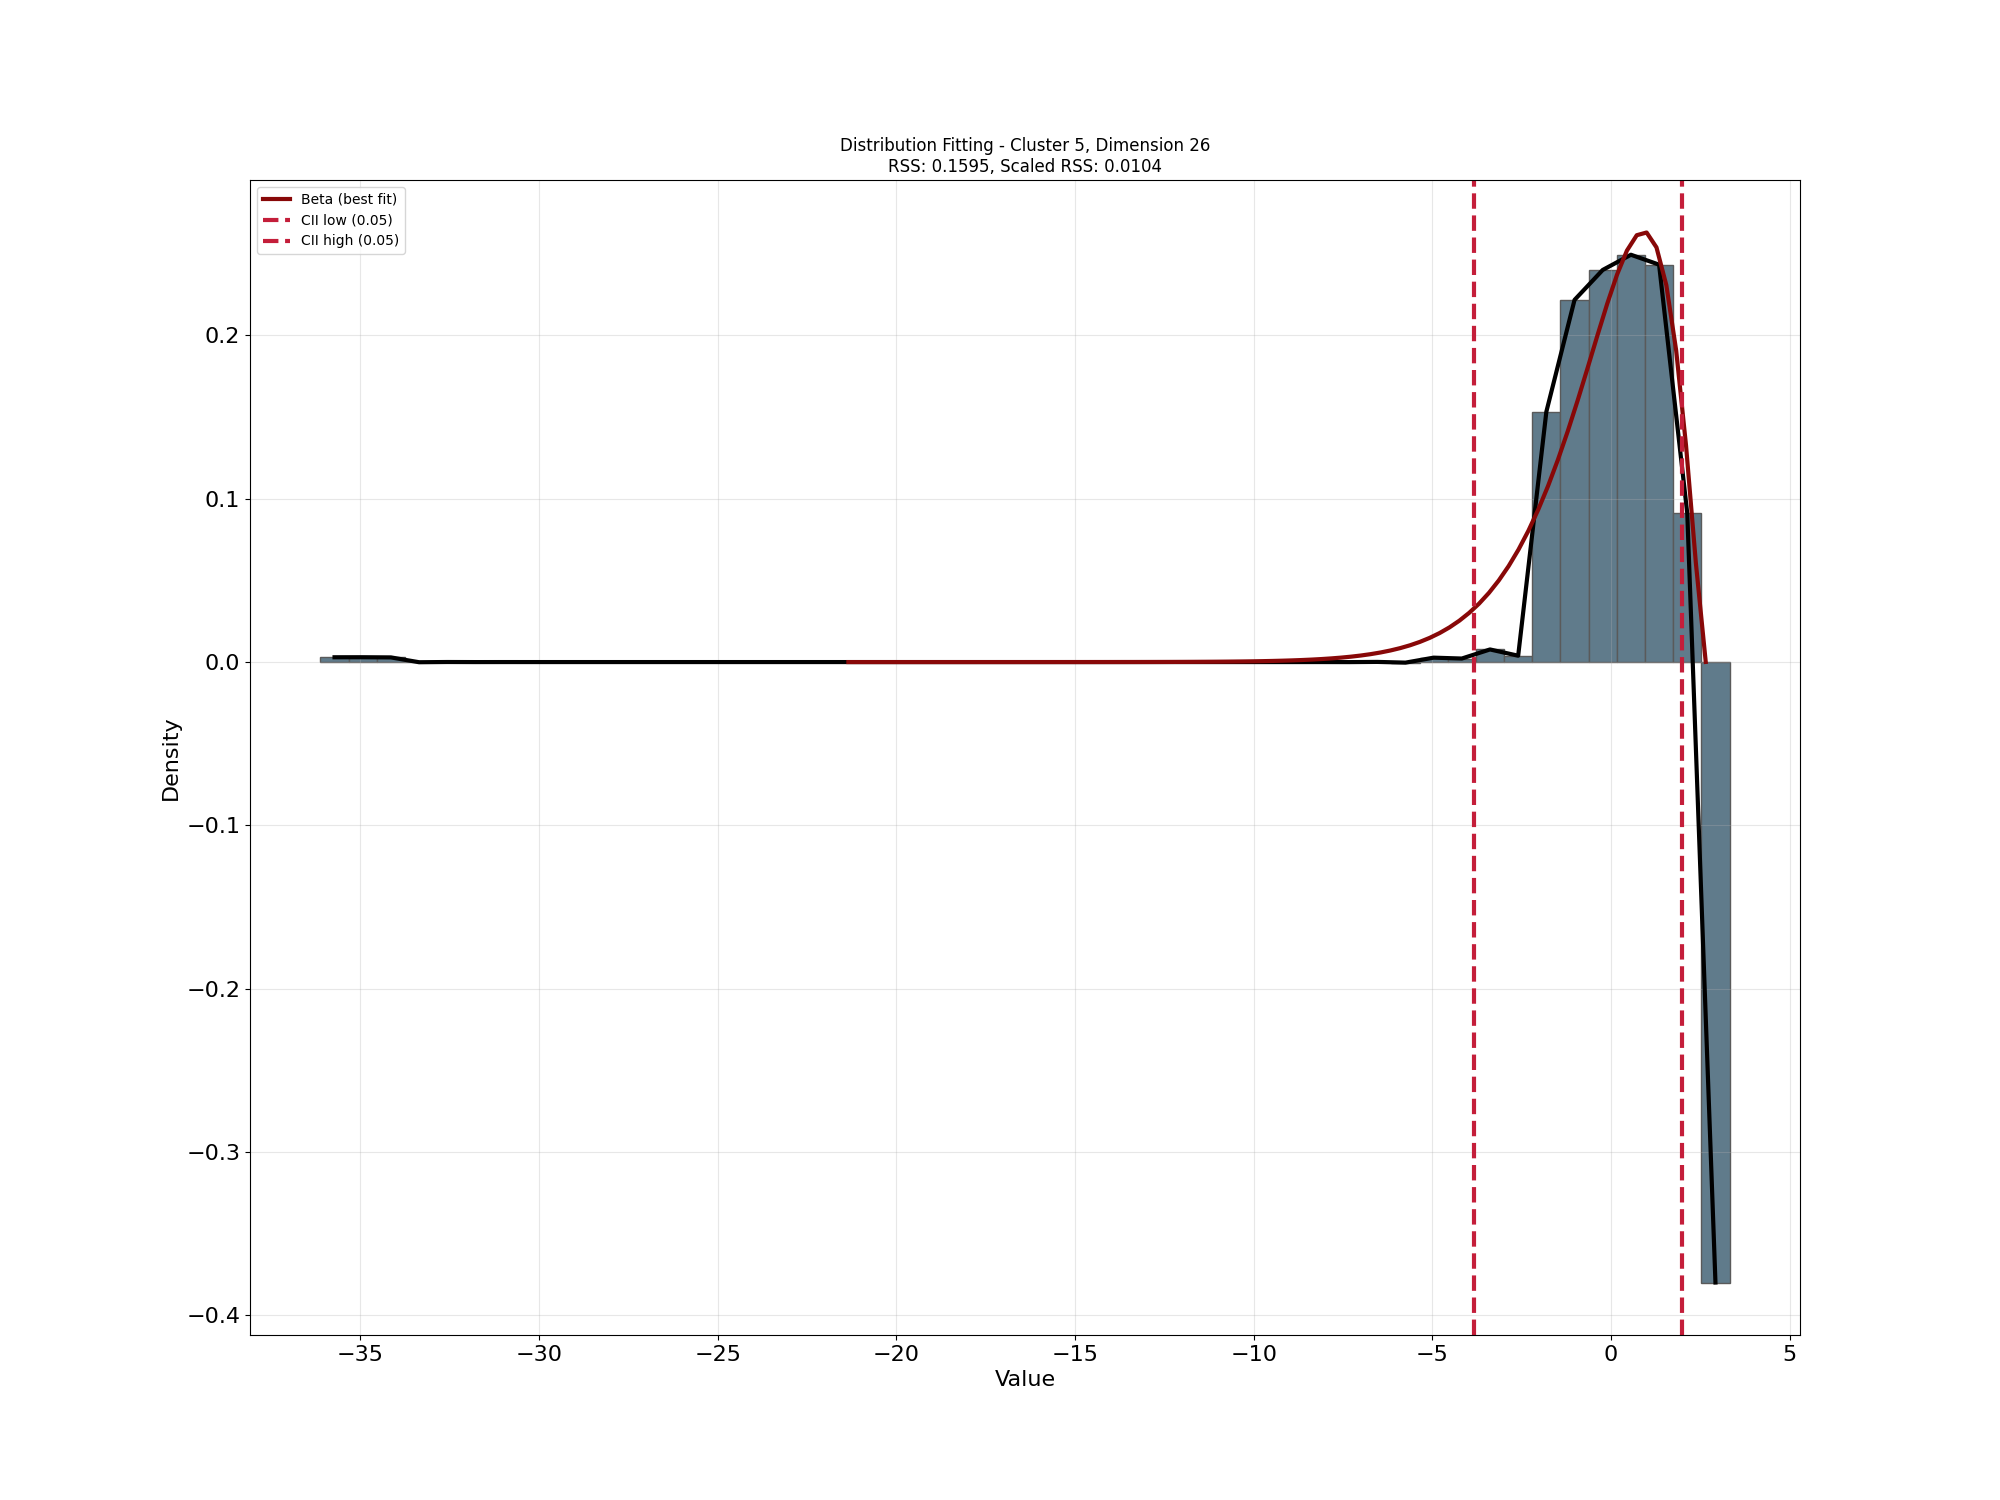 Distribution Fitting - Cluster 5, Dimension 26
RSS: 0.1595, Scaled RSS: 0.0104
Beta (best fit)
CII low (0.05)
CII high (0.05)
0.2
0.1
0.0
−0.1
−0.2
−0.3
−0.4
Density
−35 −30 −25 −20 −15 −10 −5 0 5
Value